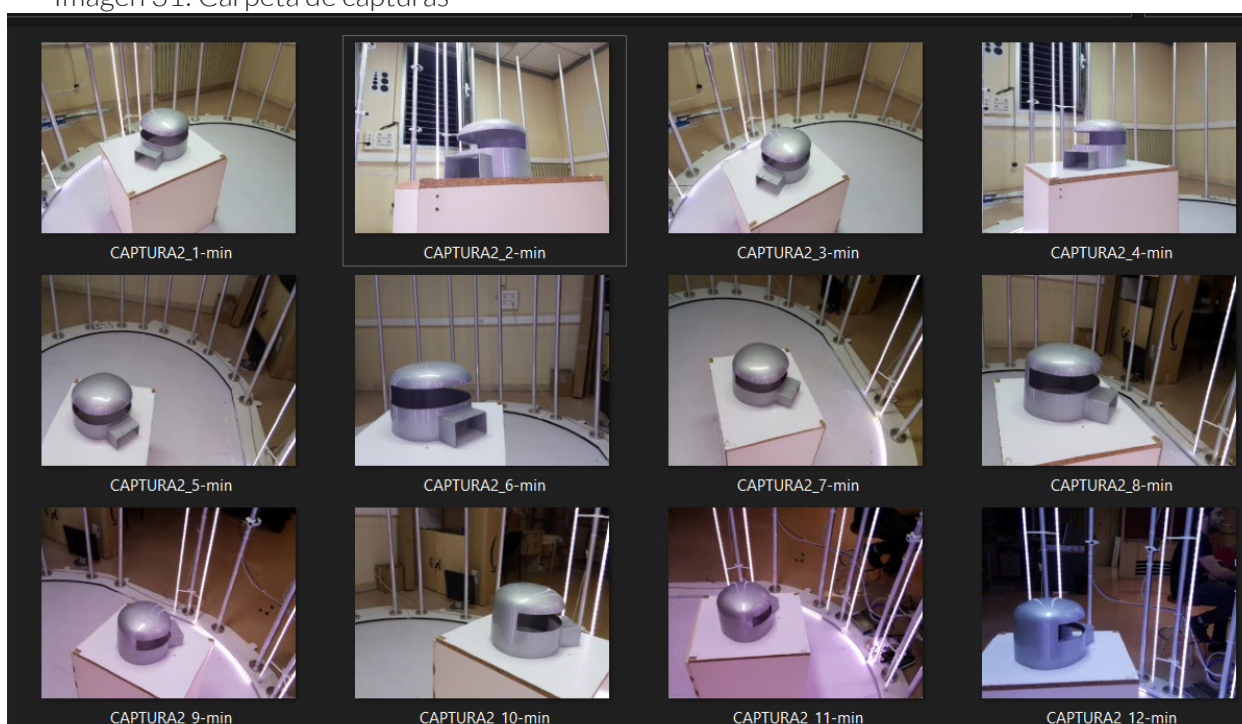 Imagen 31: Carpeta de capturas
CAPTURA2_1-min
CAPTURA2_2-min
CAPTURA2_3-min
CAPTURA2_4-min
CAPTURA2_5-min
CAPTURA2_6-min
CAPTURA2_7-min
CAPTURA2_8-min
CAPTURA2_9-min
CAPTURA2_10-min
CAPTURA2_11-min
CAPTURA2_12-min